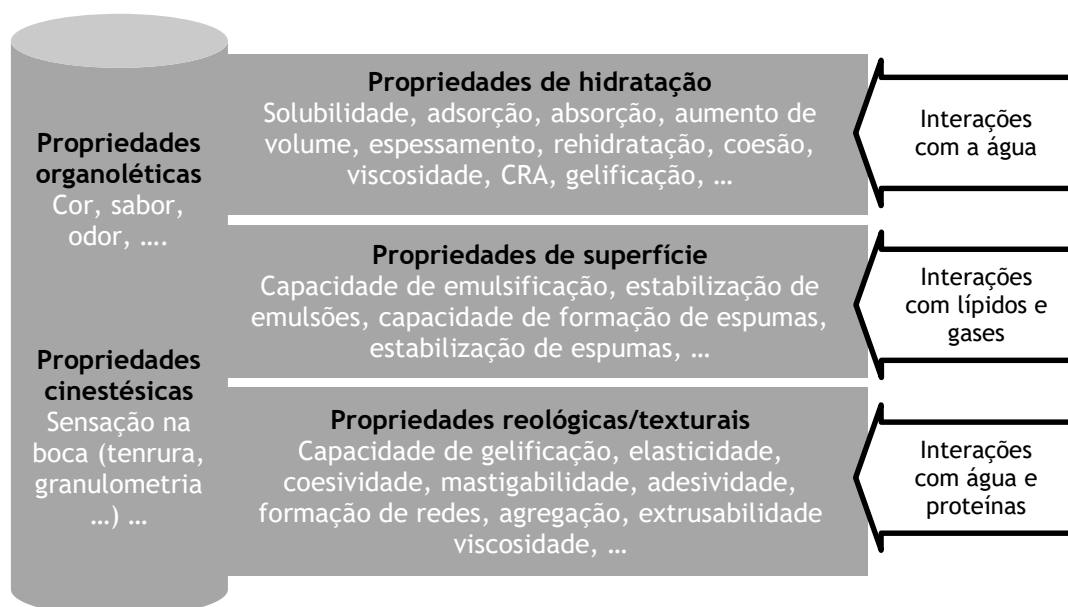 Propriedades
organoléticas
Cor, sabor,
odor, ....
Propriedades
cinestésicas
Sensação na
boca (tenrura,
granulometria
…) …
Propriedades de hidratação
Solubilidade, adsorção, absorção, aumento de
volume, espessamento, rehidratação, coesão,
viscosidade, CRA, gelificação, …
Interações
com a água
Propriedades de superfície
Capacidade de emulsificação, estabilização de
emulsões, capacidade de formação de espumas,
estabilização de espumas, …
Interações
com lípidos e
gases
Propriedades reológicas/texturais
Capacidade de gelificação, elasticidade,
coesividade, mastigabilidade, adesividade,
formação de redes, agregação, extrusabilidade
viscosidade, …
Interações
com água e
proteínas